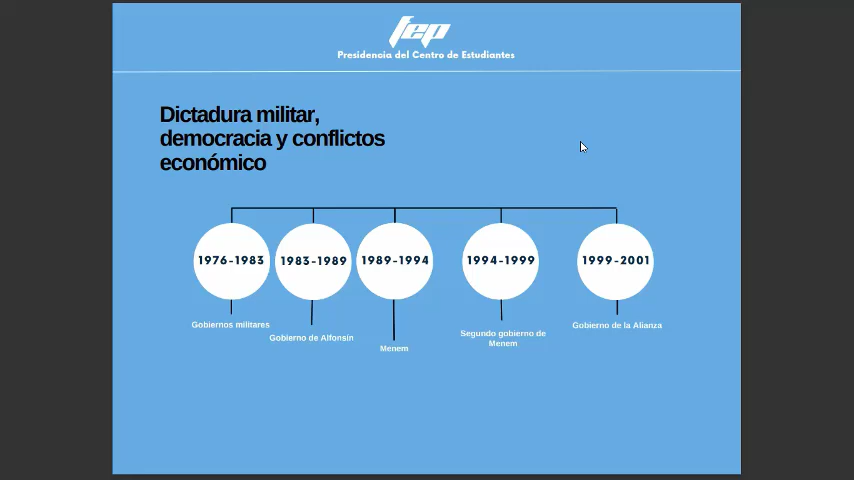 fep
Presidencia del Centro de Estudiantes
Dictadura militar,
democracia y conflictos
económico
1976-1983
1983-1989
1989-1994
1994-1999
1999-2001
Gobiernos militares
Gobierno de Alfonsín
Menem
Segundo gobierno de
Menem
Gobierno de la Alianza